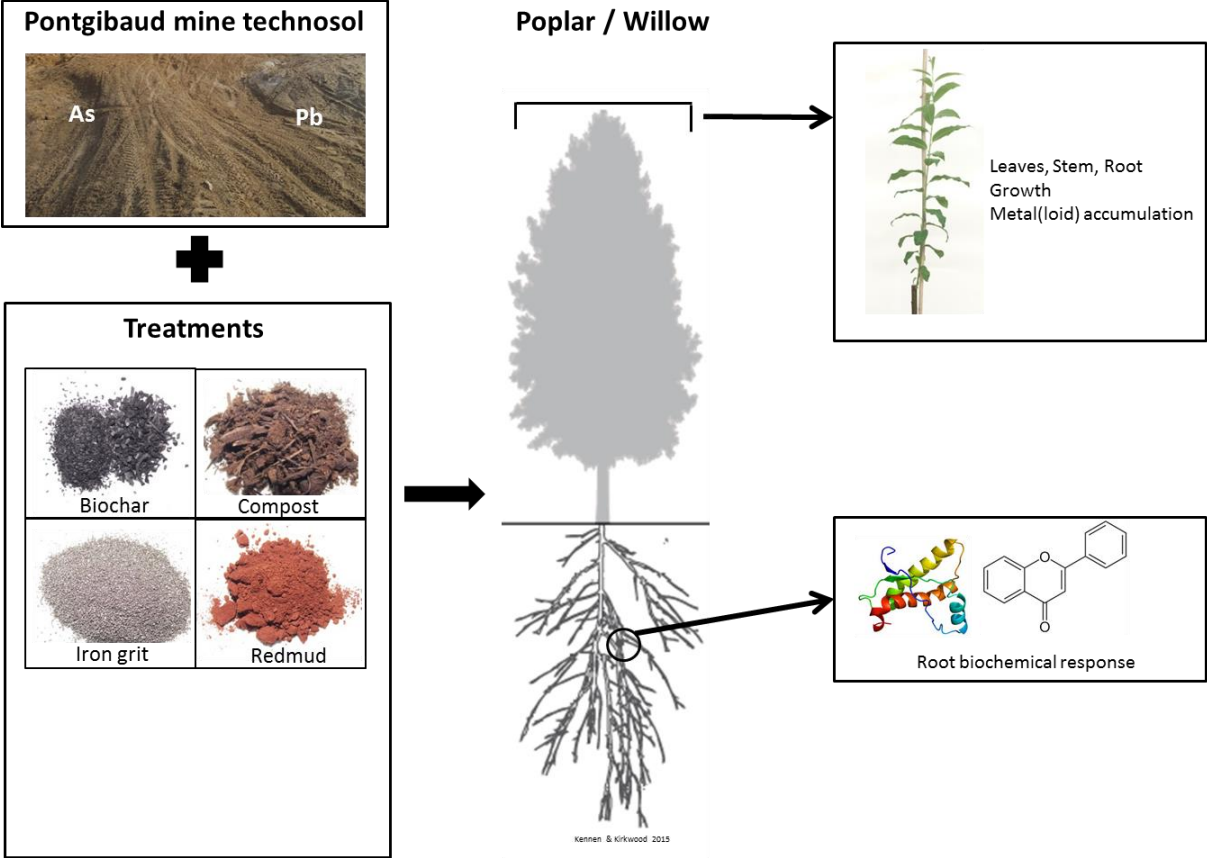 Pontgibaud mine technosol
As
Pb
Treatments
Biochar
Compost
Iron grit
Redmud
Poplar / Willow
Kennen & Kirkwood 2015
Leaves, Stem, Root
Growth
Metal(loid) accumulation
O
O
Root biochemical response